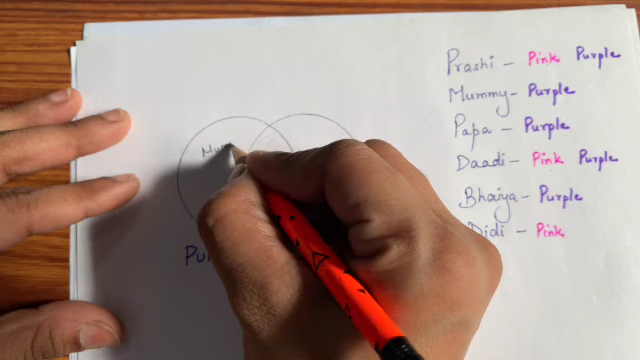 Prashi - Pink Purple
Mummy - Purple
Papa - Purple
Daadi - Pink Purple
Bhaiya - Purple
Didi - Pink